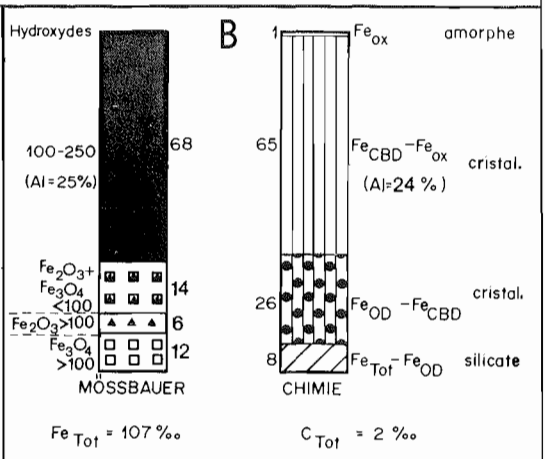 Hydroxydes
B
1
Fe_ox
amorphe
100-250
(Al=25%)
68
65
Fe_CBD-Fe_ox
(Al=24 %)
cristal.
Fe2O3+
Fe3O4
<100
14
Fe2O3>100
6
Fe3O4
>100
12
26
Fe_OD -Fe_CBD
cristal.
8
Fe_Tot-Fe_OD
silicate
MÖSSBAUER
CHIMIE
Fe_Tot = 107 ‰
C_Tot = 2 ‰